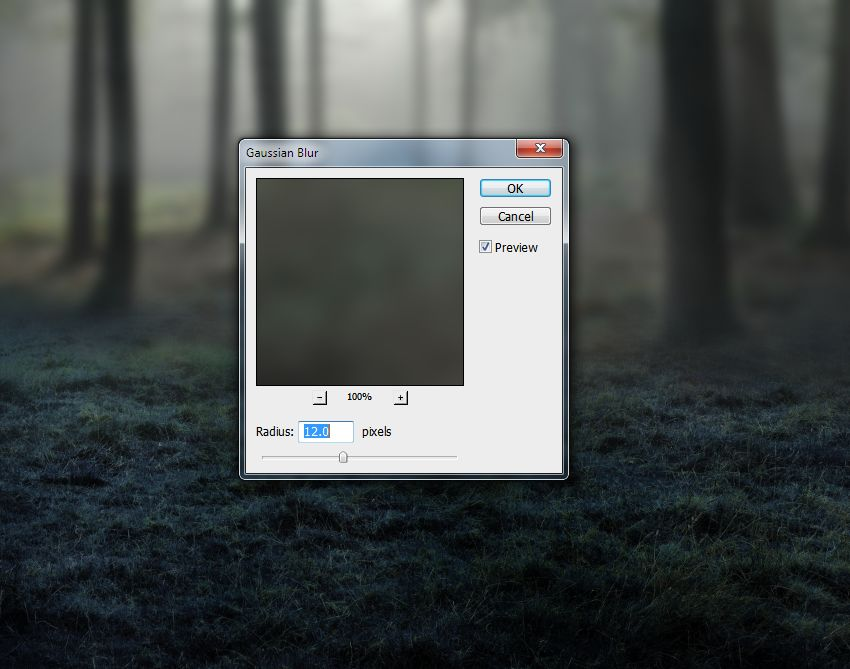 Gaussian Blur
OK
Cancel
Preview
− 100% +
Radius: 12.0 pixels